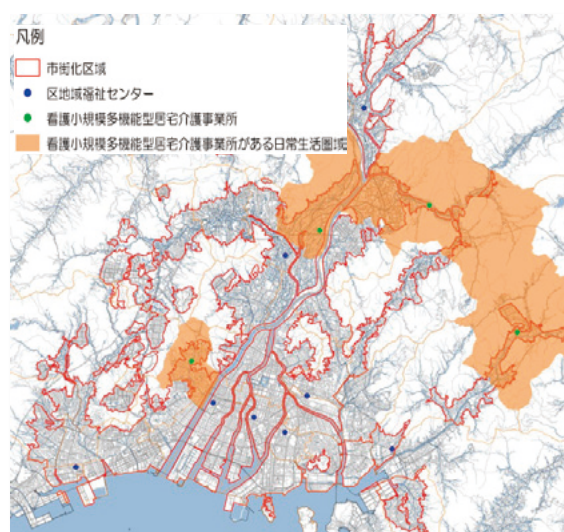 凡例
市街化区域
区地域福祉センター
看護小規模多機能型居宅介護事業所
看護小規模多機能型居宅介護事業所がある日常生活圏域